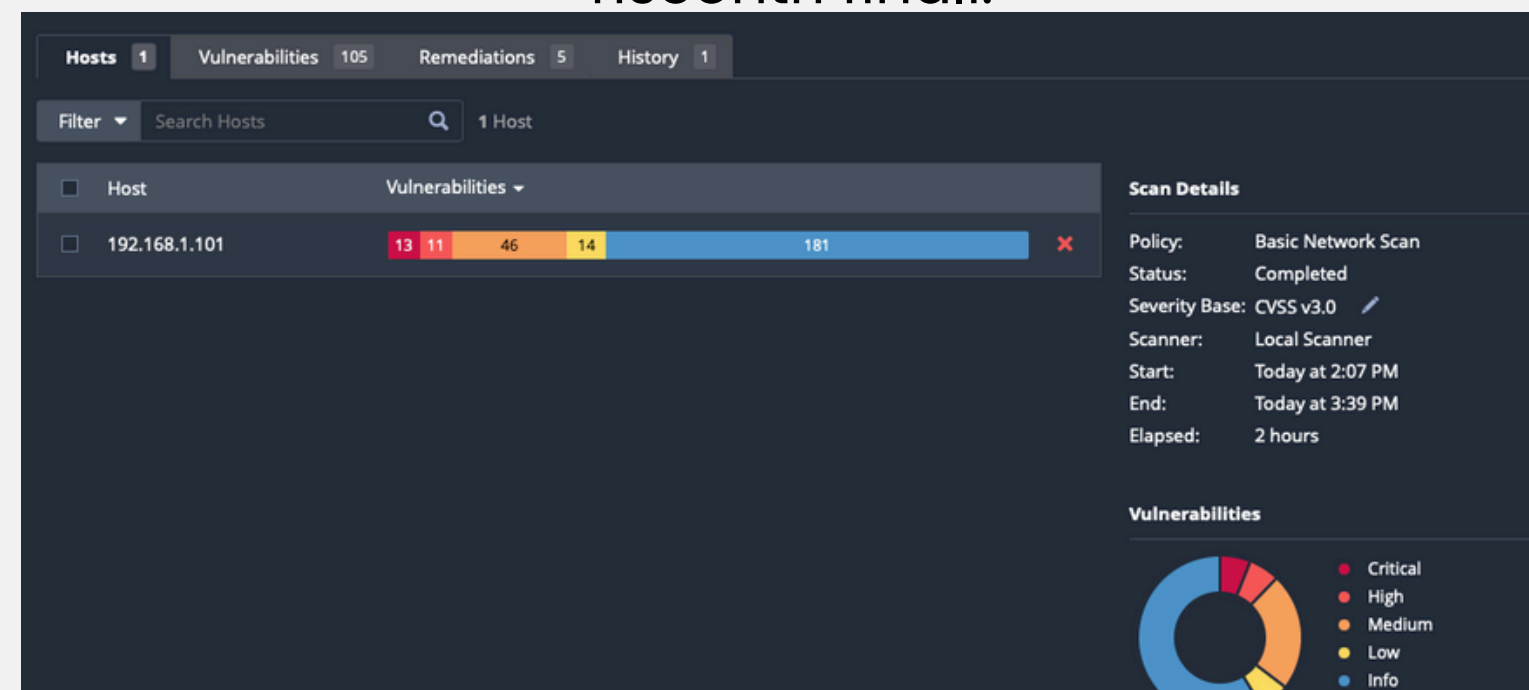 Hosts 1 Vulnerabilities 105 Remediations 5 History 1
Filter Search Hosts 1 Host
Host Vulnerabilities
192.168.1.101 13 11 46 14 181
Scan Details
Policy: Basic Network Scan
Status: Completed
Severity Base: CVSS v3.0
Scanner: Local Scanner
Start: Today at 2:07 PM
End: Today at 3:39 PM
Elapsed: 2 hours
Vulnerabilities
Critical
High
Medium
Low
Info